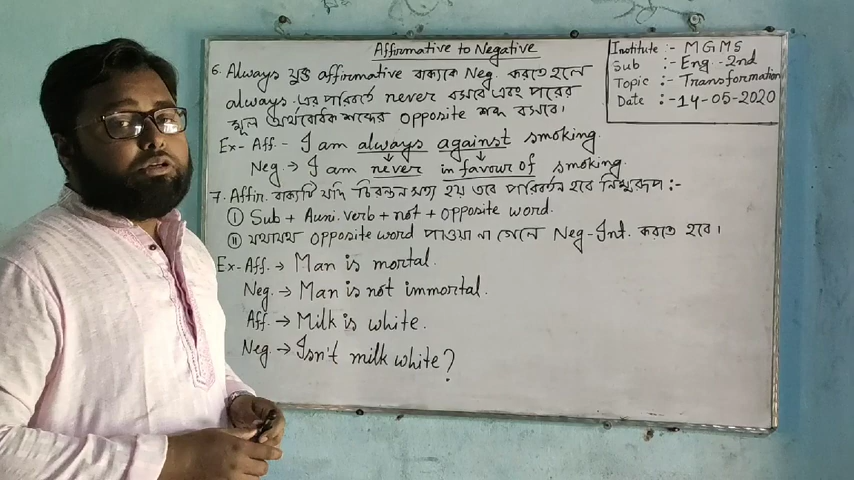 Affirmative to Negative
Institute :- MGMS
Sub :- Eng. 2nd
Topic :- Transformation
Date :- 14-05-2020
6. Always যুক্ত affirmative বাক্যকে Neg. করতে হলে
always এর পরিবর্তে never বসবে এবং পরের
মূল অর্থবোধক শব্দের opposite শব্দ বসবে।
Ex- Aff. - I am always against smoking.
Neg. → I am never in favour of smoking.
7. Affir. বাক্যটি যদি চিরন্তন সত্য হয় তবে পরিবর্তন হবে নিম্নরূপ :-
(i) Sub + Auxi. verb + not + opposite word.
(ii) যথাযথ opposite word পাওয়া না গেলে Neg-Int. করতে হবে।
Ex- Aff. → Man is mortal.
Neg. → Man is not immortal.
Aff. → Milk is white.
Neg → Isn't milk white?